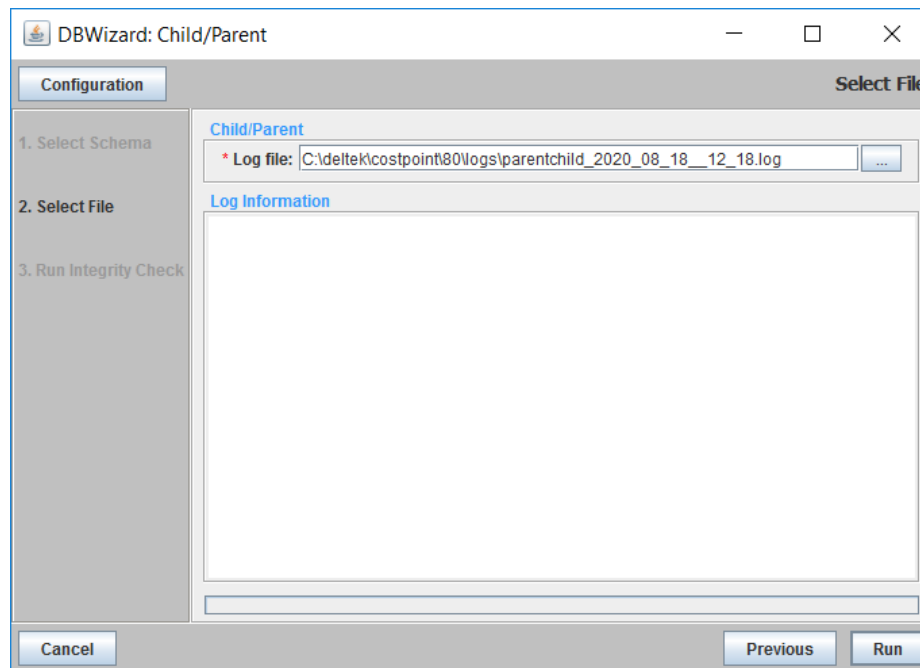 DBWizard: Child/Parent
Configuration
Select File
1. Select Schema
2. Select File
3. Run Integrity Check
Child/Parent
* Log file: C:\deltek\costpoint\80\logs\parentchild_2020_08_18__12_18.log ...
Log Information
Cancel
Previous
Run